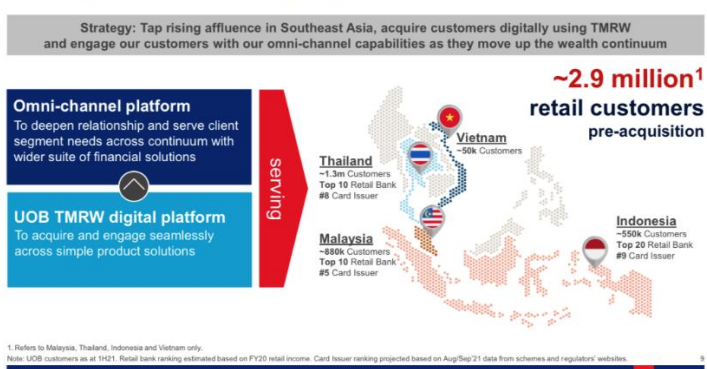 Strategy: Tap rising affluence in Southeast Asia, acquire customers digitally using TMRW
and engage our customers with our omni-channel capabilities as they move up the wealth continuum
Omni-channel platform
To deepen relationship and serve client
segment needs across continuum with
wider suite of financial solutions
UOB TMRW digital platform
To acquire and engage seamlessly
across simple product solutions
serving
~2.9 million1
retail customers
pre-acquisition
Vietnam
~50k Customers
Thailand
~1.3m Customers
Top 10 Retail Bank
#8 Card Issuer
Malaysia
~880k Customers
Top 10 Retail Bank
#5 Card Issuer
Indonesia
~550k Customers
Top 20 Retail Bank
#9 Card Issuer
1. Refers to Malaysia, Thailand, Indonesia and Vietnam only.
Note: UOB customers as at 1H21. Retail bank ranking estimated based on FY20 retail income. Card Issuer ranking projected based on Aug/Sep'21 data from schemes and regulators' websites.
9